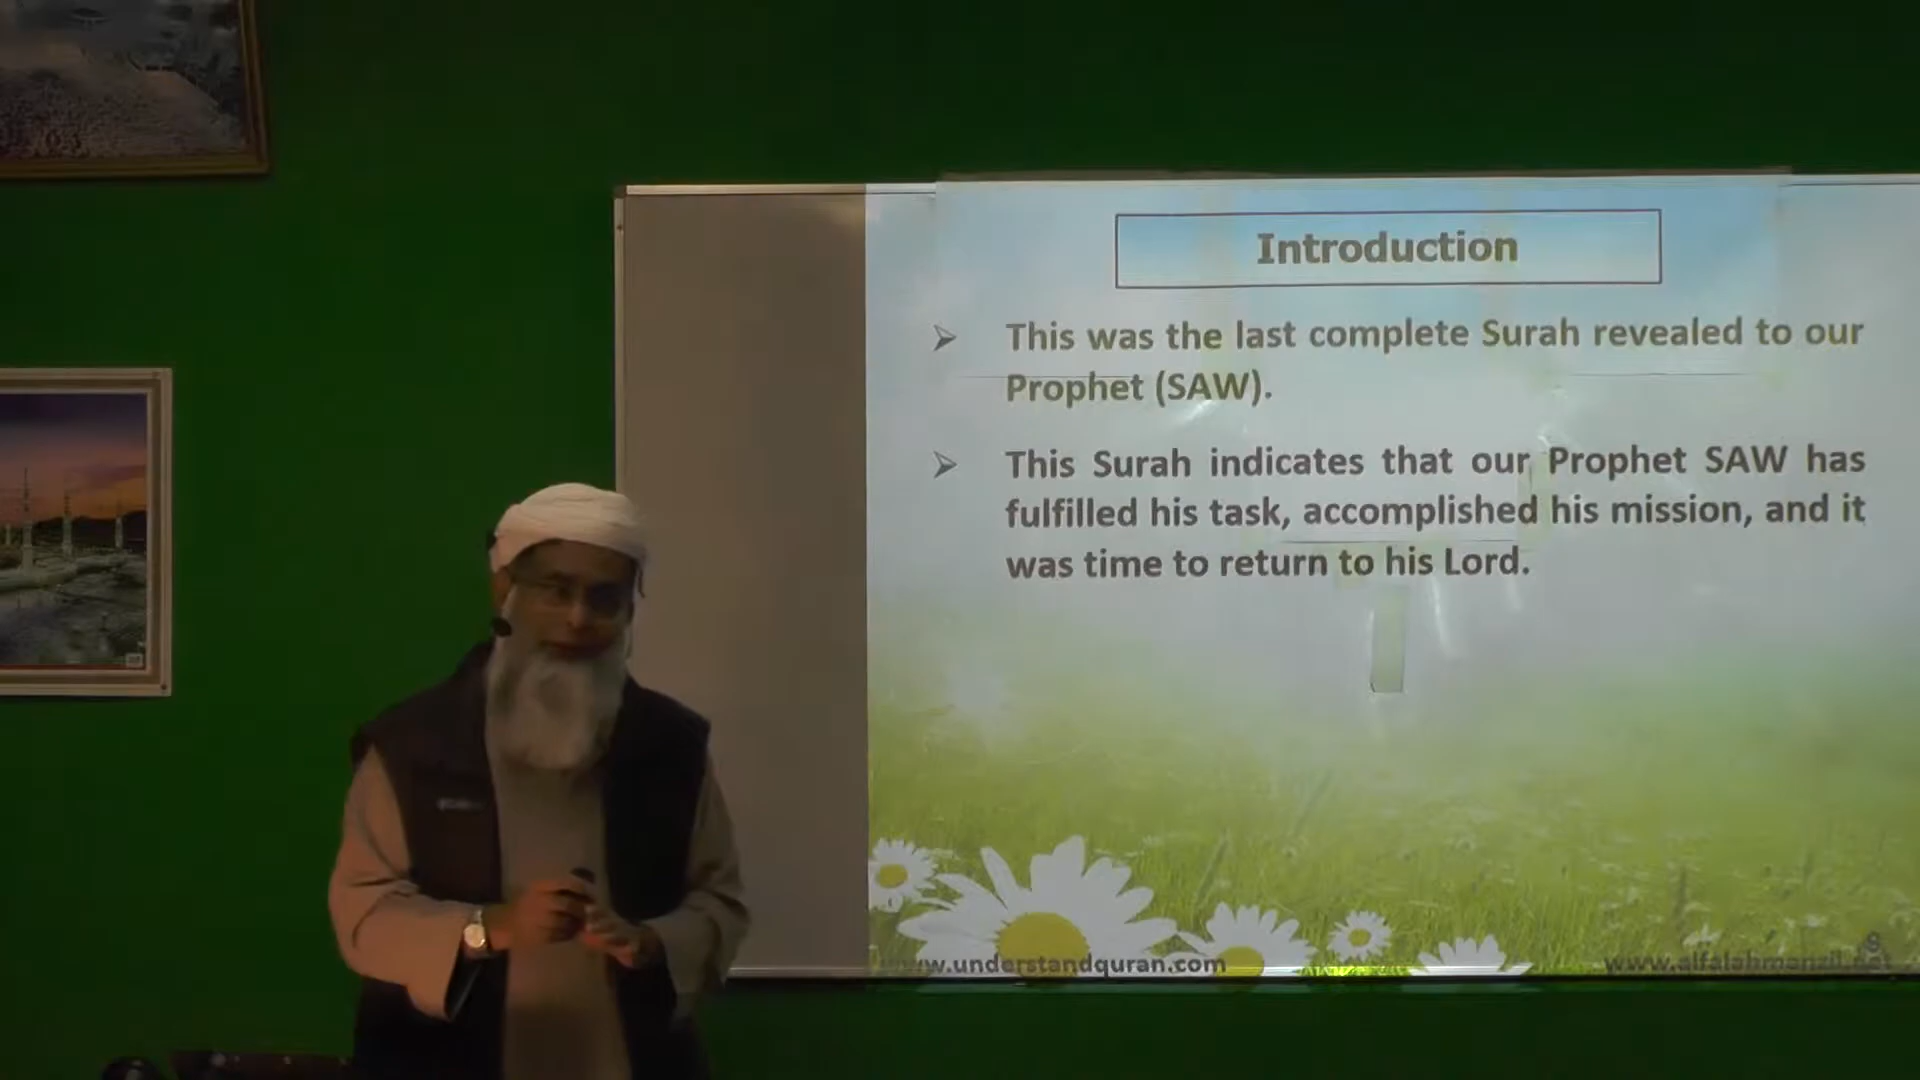 Introduction
This was the last complete Surah revealed to our
Prophet (SAW).
This Surah indicates that our Prophet SAW has
fulfilled his task, accomplished his mission, and it
was time to return to his Lord.
www.understandquran.com
www.alfalahmanzil.net